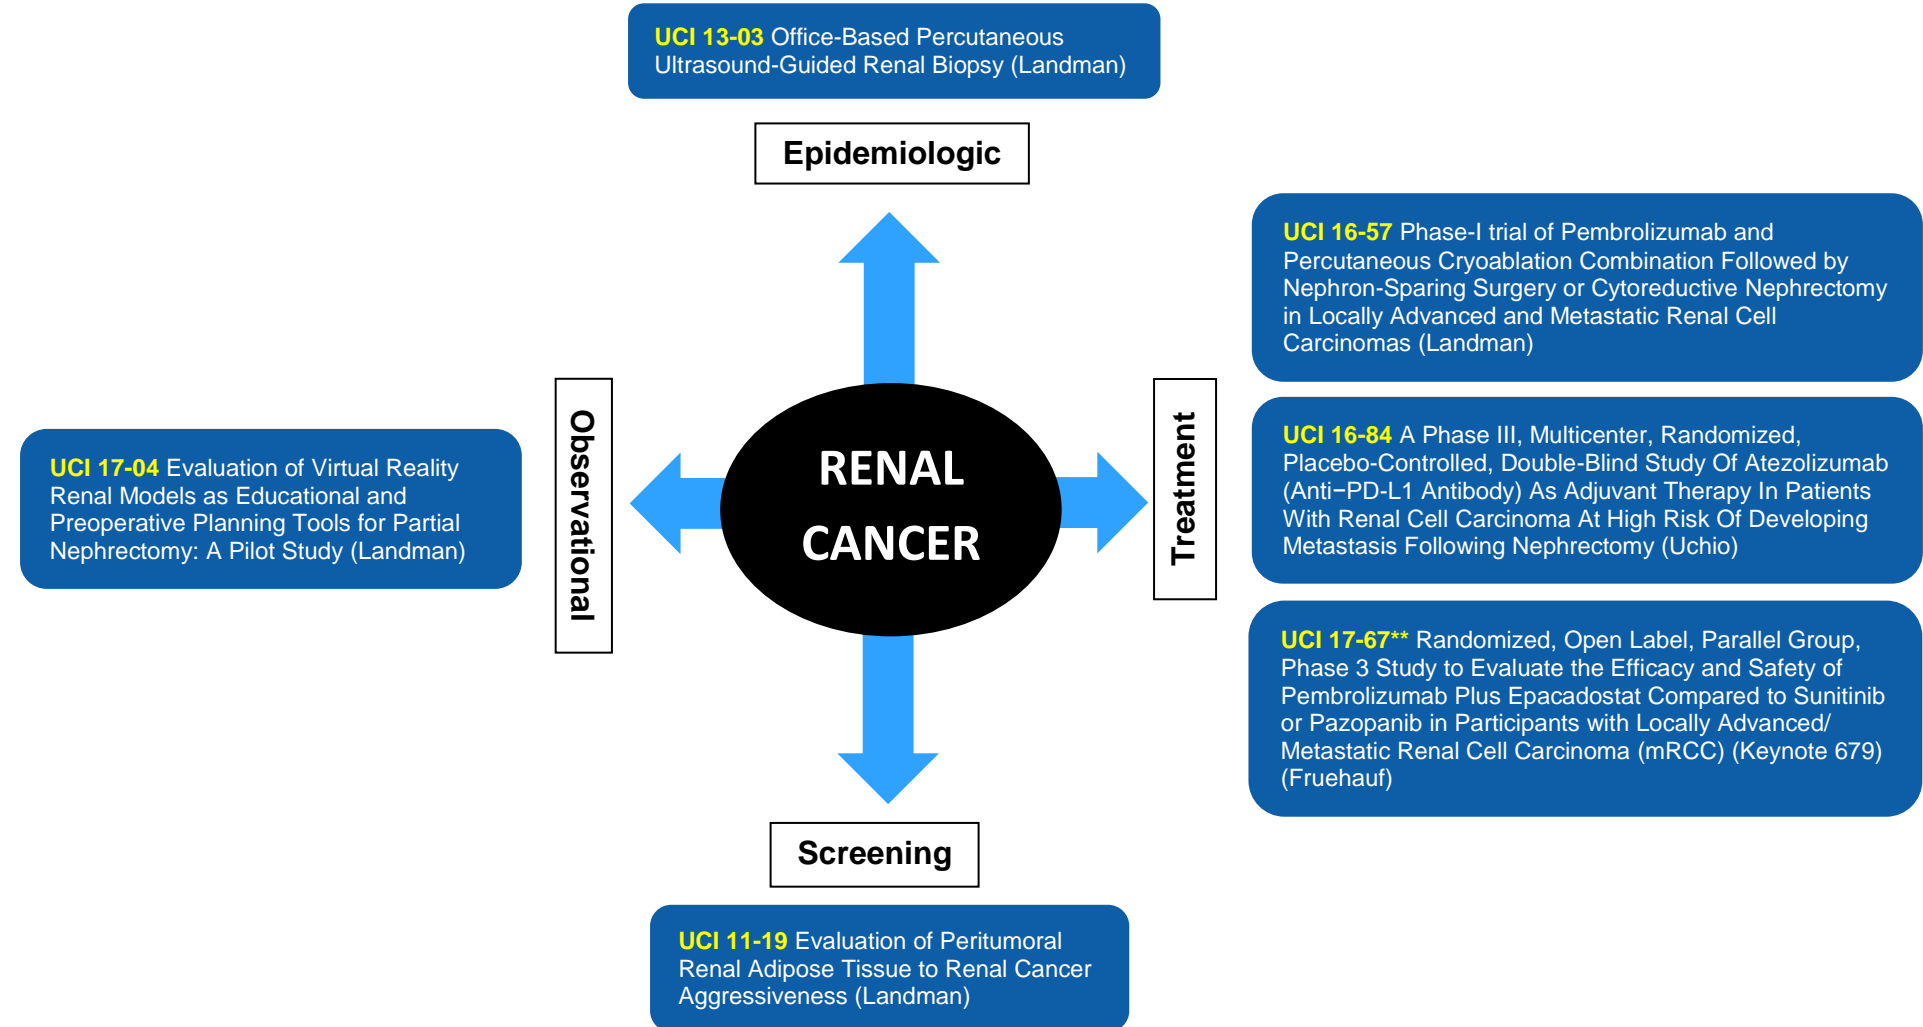 UCI 13-03 Office-Based Percutaneous
Ultrasound-Guided Renal Biopsy (Landman)
Epidemiologic
UCI 16-57 Phase-I trial of Pembrolizumab and
Percutaneous Cryoablation Combination Followed by
Nephron-Sparing Surgery or Cytoreductive Nephrectomy
in Locally Advanced and Metastatic Renal Cell
Carcinomas (Landman)
Observational
RENAL
CANCER
Treatment
UCI 17-04 Evaluation of Virtual Reality
Renal Models as Educational and
Preoperative Planning Tools for Partial
Nephrectomy: A Pilot Study (Landman)
UCI 16-84 A Phase III, Multicenter, Randomized,
Placebo-Controlled, Double-Blind Study Of Atezolizumab
(Anti−PD-L1 Antibody) As Adjuvant Therapy In Patients
With Renal Cell Carcinoma At High Risk Of Developing
Metastasis Following Nephrectomy (Uchio)
UCI 17-67** Randomized, Open Label, Parallel Group,
Phase 3 Study to Evaluate the Efficacy and Safety of
Pembrolizumab Plus Epacadostat Compared to Sunitinib
or Pazopanib in Participants with Locally Advanced/
Metastatic Renal Cell Carcinoma (mRCC) (Keynote 679)
(Fruehauf)
Screening
UCI 11-19 Evaluation of Peritumoral
Renal Adipose Tissue to Renal Cancer
Aggressiveness (Landman)